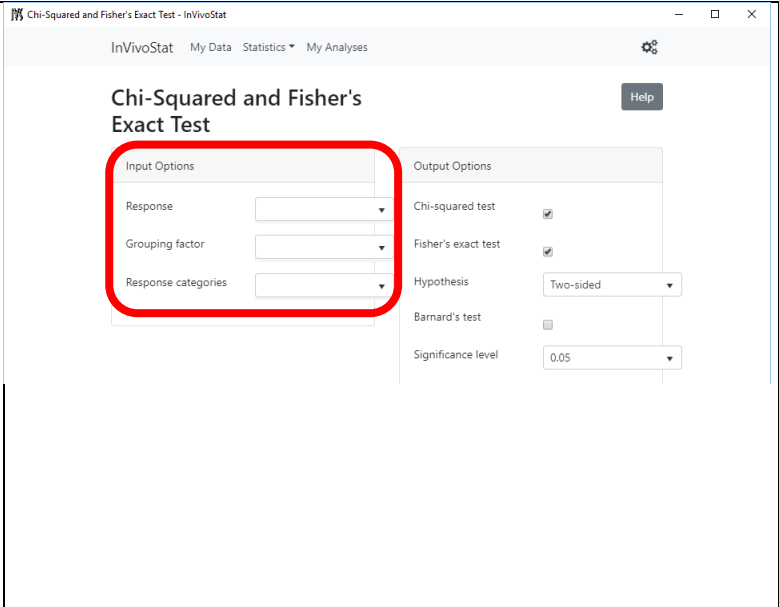 Chi-Squared and Fisher's Exact Test - InVivoStat
InVivoStat My Data Statistics My Analyses
Chi-Squared and Fisher's
Exact Test
Help
Input Options
Response
Grouping factor
Response categories
Output Options
Chi-squared test
Fisher's exact test
Hypothesis Two-sided
Barnard's test
Significance level 0.05